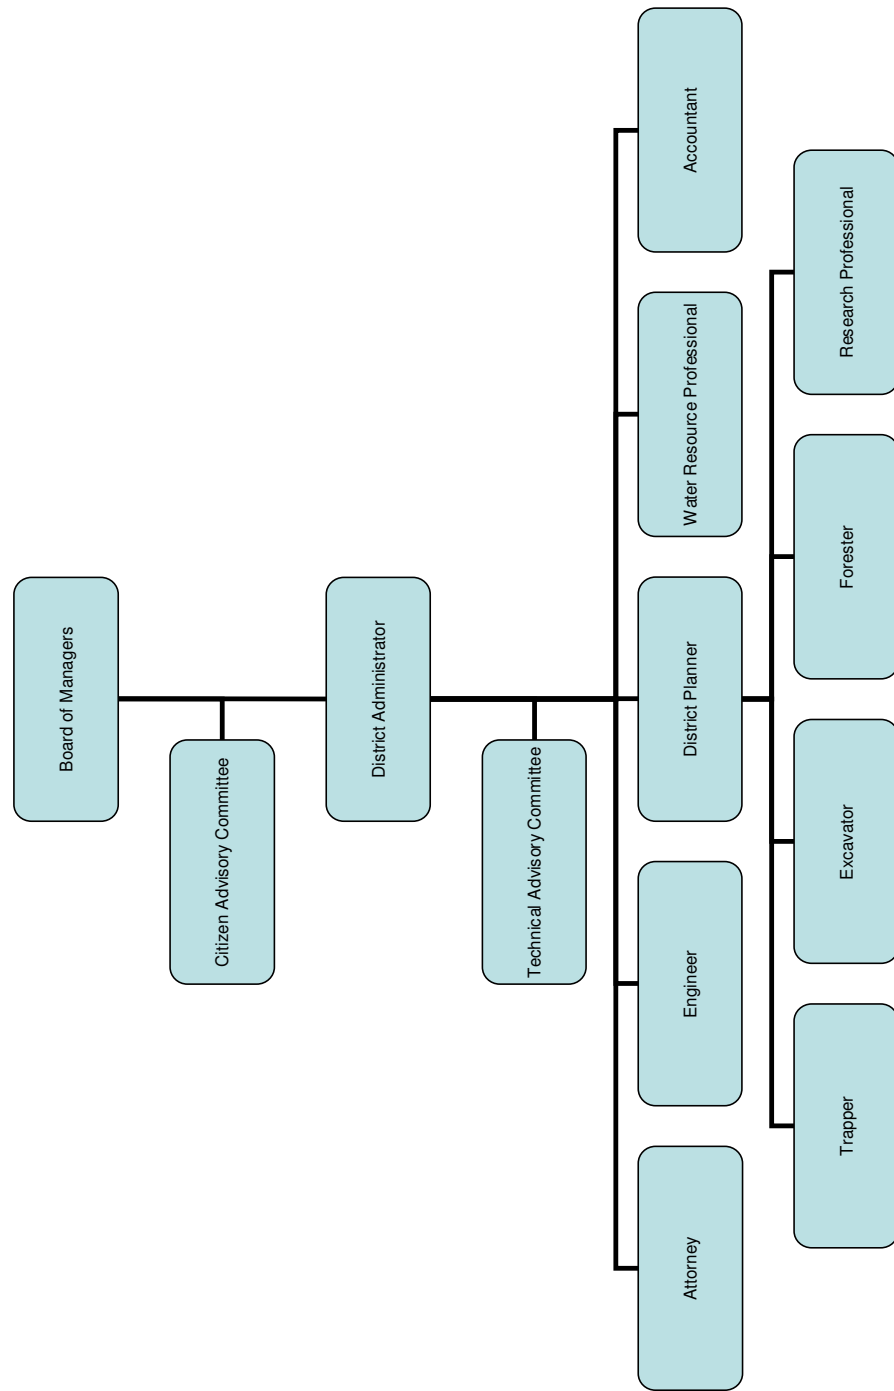 Board of Managers
Citizen Advisory Committee
District Administrator
Technical Advisory Committee
Attorney
Engineer
District Planner
Water Resource Professional
Accountant
Trapper
Excavator
Forester
Research Professional